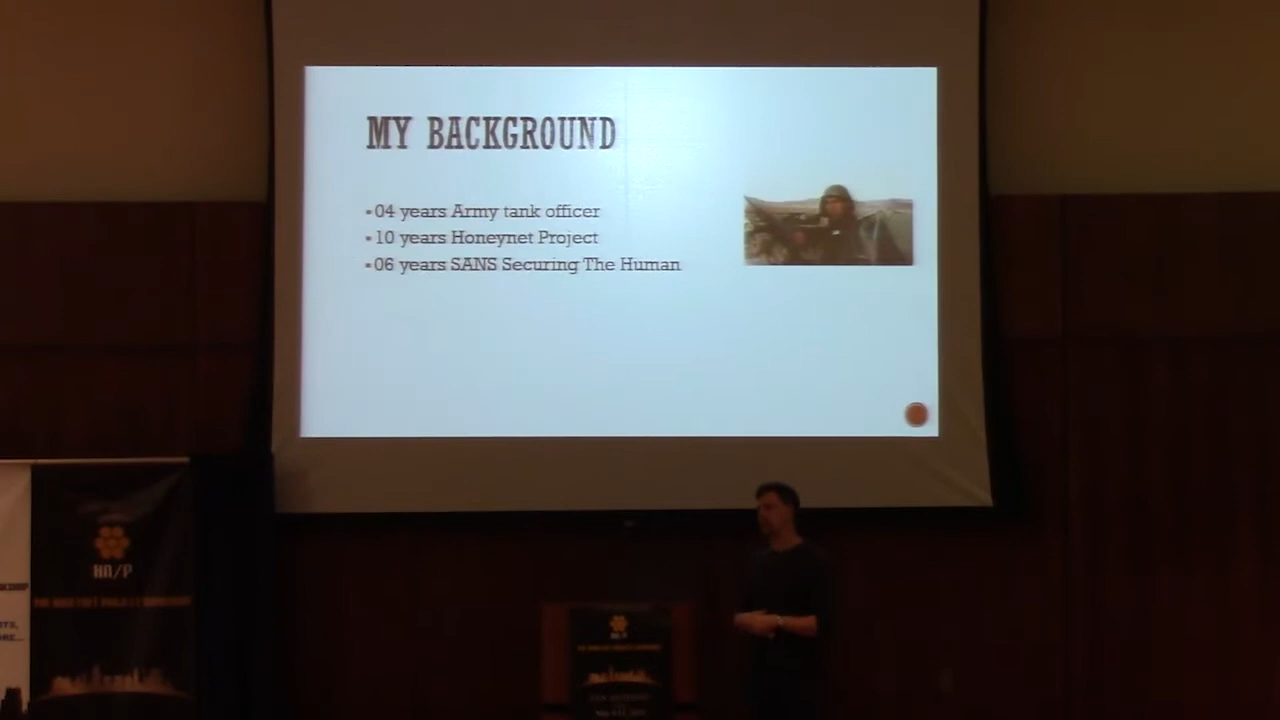 MY BACKGROUND
▪04 years Army tank officer
▪10 years Honeynet Project
▪06 years SANS Securing The Human
HN/P